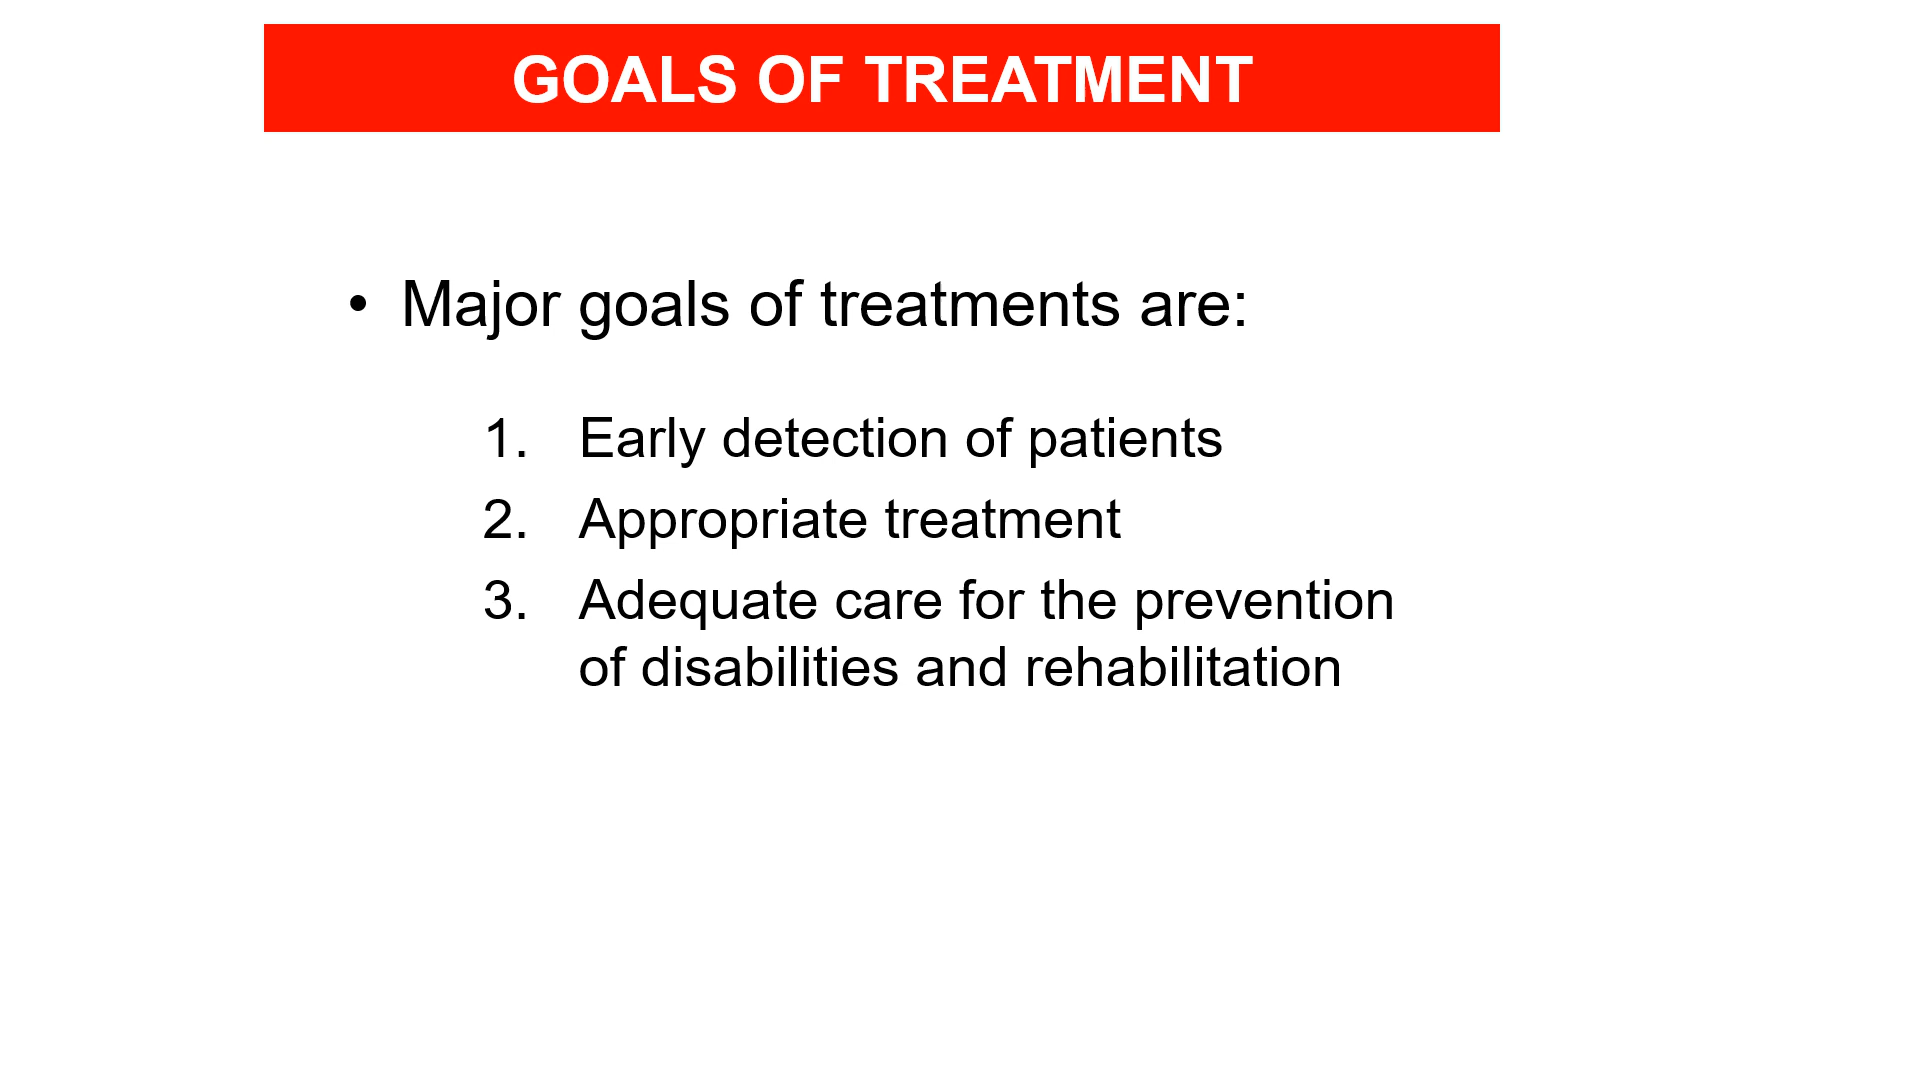 GOALS OF TREATMENT
• Major goals of treatments are:
1. Early detection of patients
2. Appropriate treatment
3. Adequate care for the prevention
of disabilities and rehabilitation